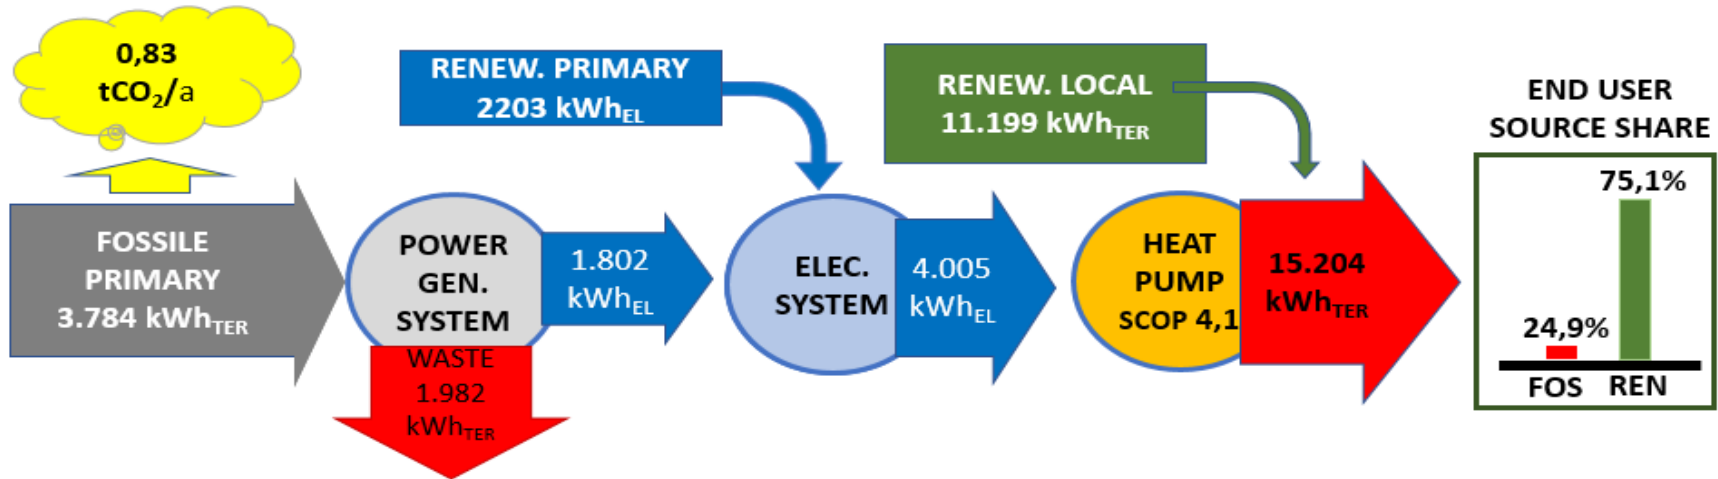 0,83
tCO2/a
RENEW. PRIMARY
2203 kWhEL
RENEW. LOCAL
11.199 kWhTER
END USER
SOURCE SHARE
75,1%
24,9%
FOS REN
FOSSILE
PRIMARY
3.784 kWhTER
POWER
GEN.
SYSTEM
WASTE
1.982
kWhTER
1.802
kWhEL
ELEC.
SYSTEM
4.005
kWhEL
HEAT
PUMP
SCOP 4,1
15.204
kWhTER